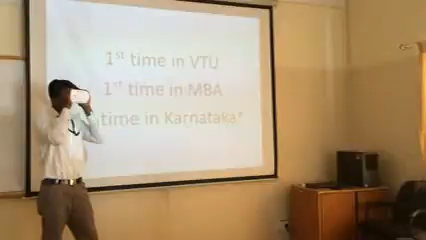 1st time in VTU
1st time in MBA
time in Karnataka*